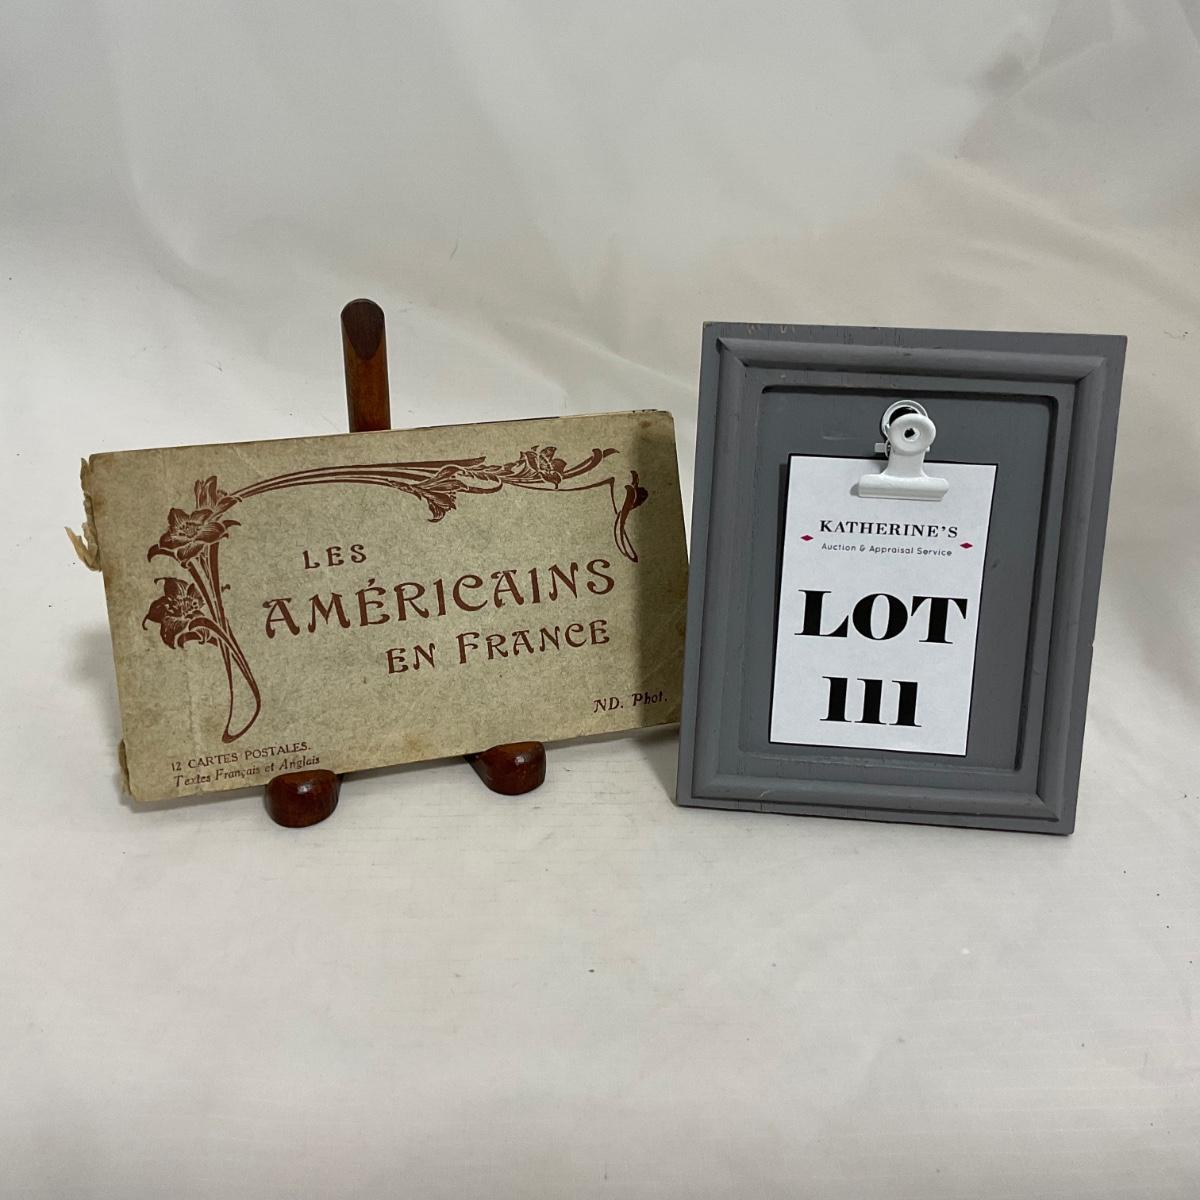 LES
AMÉRICAINS
EN FRANCE
ND. Phot.
12 CARTES POSTALES.
Textes Français et Anglais
KATHERINE'S
Auction & Appraisal Service
LOT
111